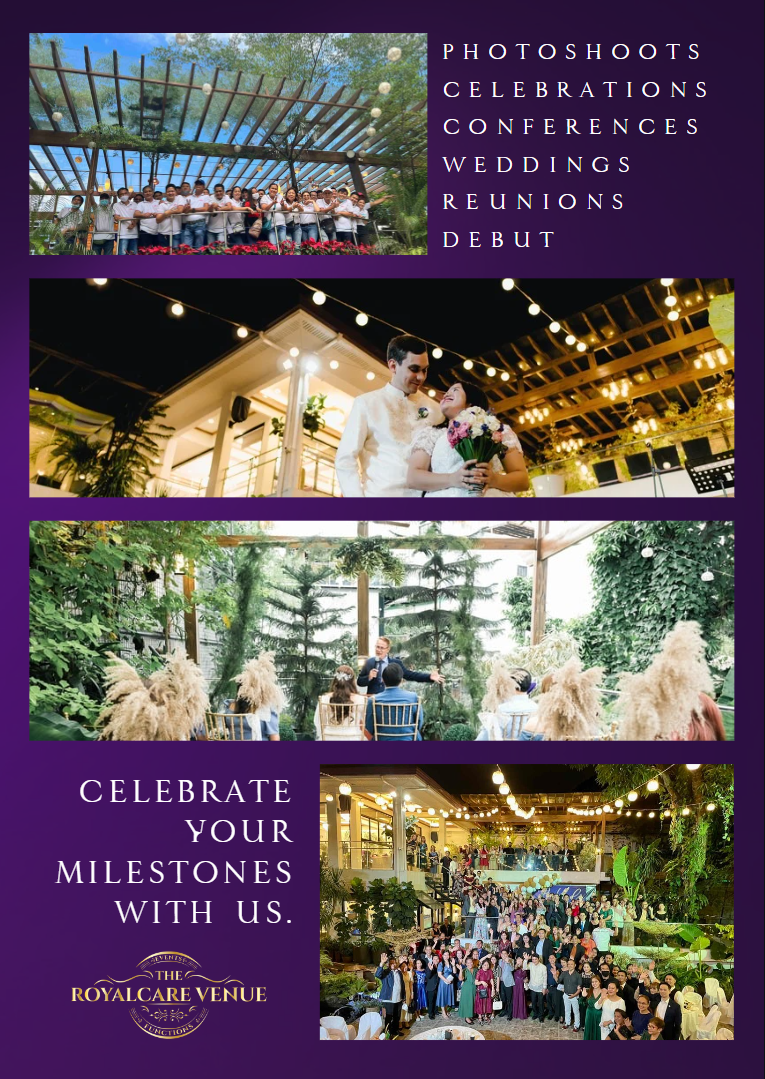 PHOTOSHOOTS
CELEBRATIONS
CONFERENCES
WEDDINGS
REUNIONS
DEBUT
CELEBRATE
YOUR
MILESTONES
WITH US.
THE
ROYALCARE VENUE
FUNCTIONS